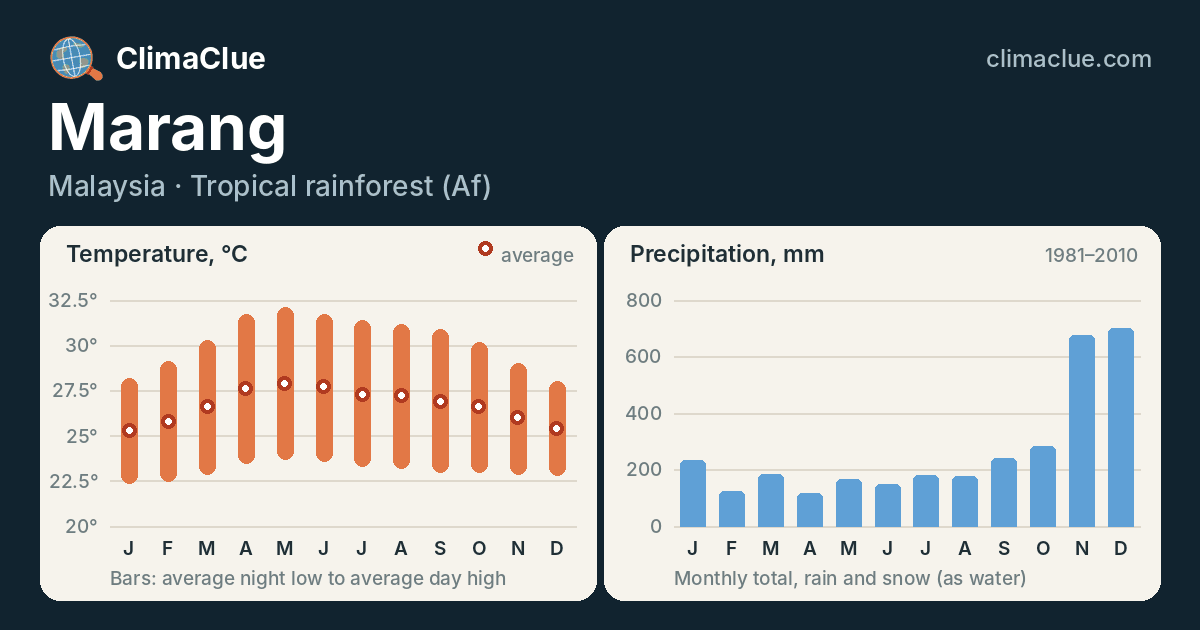 ClimaClue
climaclue.com
Marang
Malaysia · Tropical rainforest (Af)
Temperature, °C
average
32.5°
30°
27.5°
25°
22.5°
20°
J F M A M J J A S O N D
Bars: average night low to average day high
Precipitation, mm
1981–2010
800
600
400
200
0
J F M A M J J A S O N D
Monthly total, rain and snow (as water)